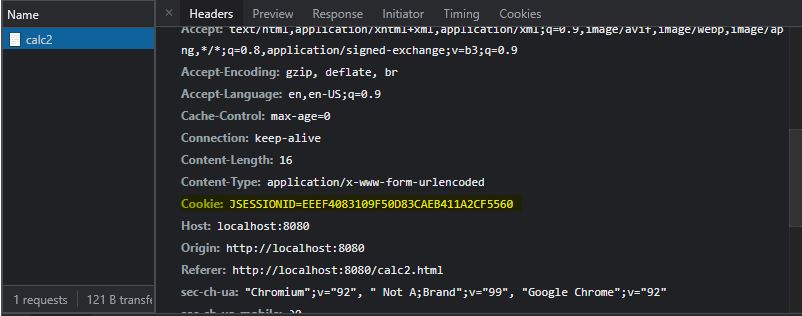 Name
× Headers Preview Response Initiator Timing Cookies
calc2
Accept: text/html,application/xhtml+xml,application/xml;q=0.9,image/avif,image/webp,image/ap
ng,*/*;q=0.8,application/signed-exchange;v=b3;q=0.9
Accept-Encoding: gzip, deflate, br
Accept-Language: en,en-US;q=0.9
Cache-Control: max-age=0
Connection: keep-alive
Content-Length: 16
Content-Type: application/x-www-form-urlencoded
Cookie: JSESSIONID=EEEF4083109F50D83CAEB411A2CF5560
Host: localhost:8080
Origin: http://localhost:8080
Referer: http://localhost:8080/calc2.html
sec-ch-ua: "Chromium";v="92", " Not A;Brand";v="99", "Google Chrome";v="92"
1 requests 121 B transfe